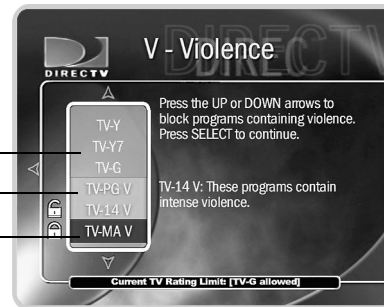 V - Violence
DIRECTV
Press the UP or DOWN arrows to
block programs containing violence.
Press SELECT to continue.
TV-Y
TV-Y7
TV-G
TV-PG V
TV-14 V
TV-MA V
TV-14 V: These programs contain
intense violence.
Current TV Rating Limit: [TV-G allowed]